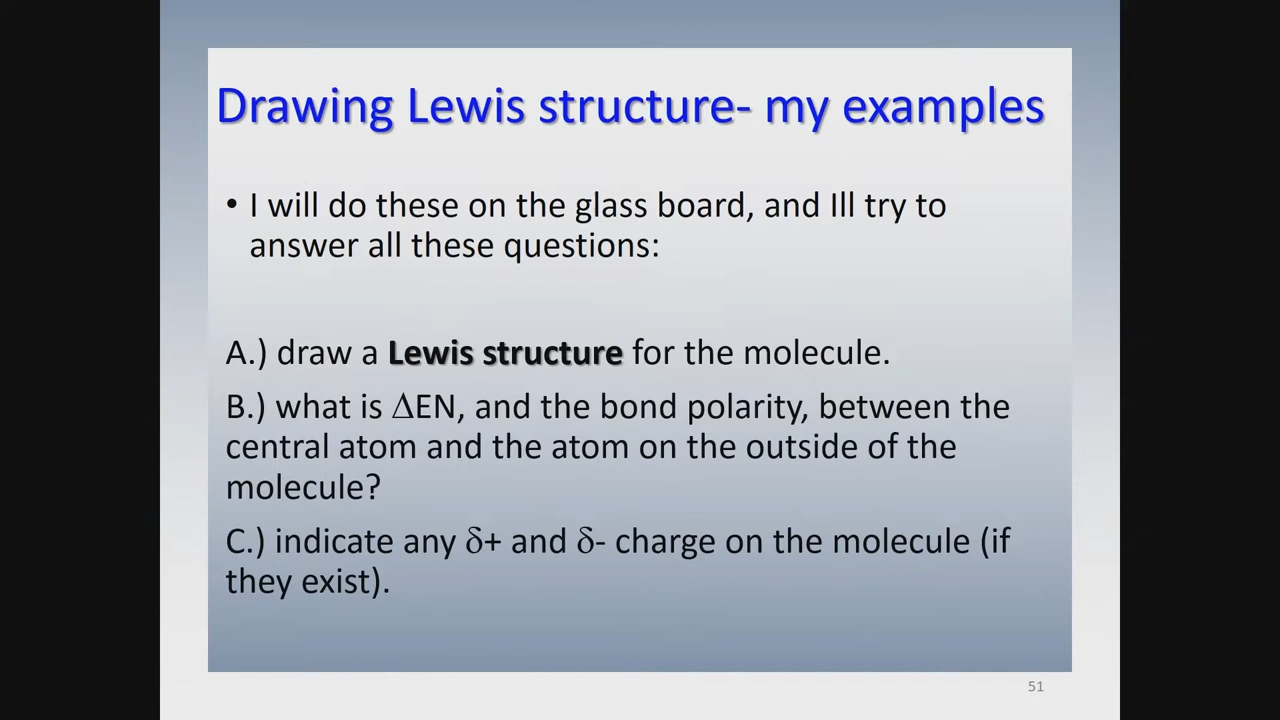 Drawing Lewis structure- my examples
• I will do these on the glass board, and Ill try to
answer all these questions:
A.) draw a Lewis structure for the molecule.
B.) what is ΔEN, and the bond polarity, between the
central atom and the atom on the outside of the
molecule?
C.) indicate any δ+ and δ- charge on the molecule (if
they exist).
51